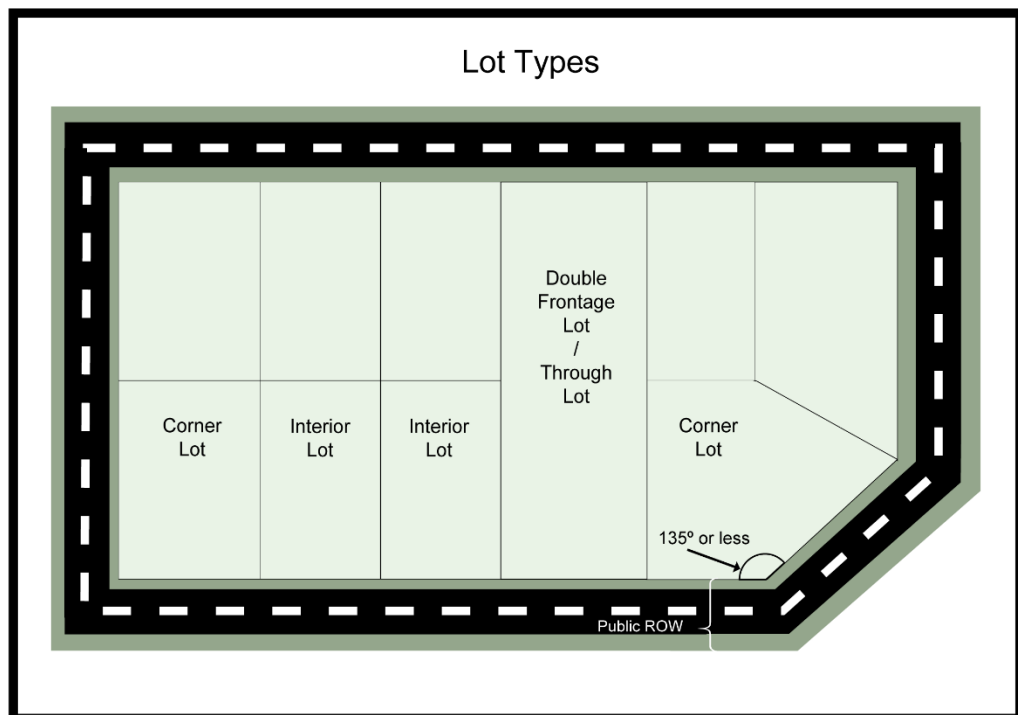 Lot Types
Double
Frontage
Lot
/
Through
Lot
Corner
Lot
Interior
Lot
Interior
Lot
Corner
Lot
135º or less
Public ROW